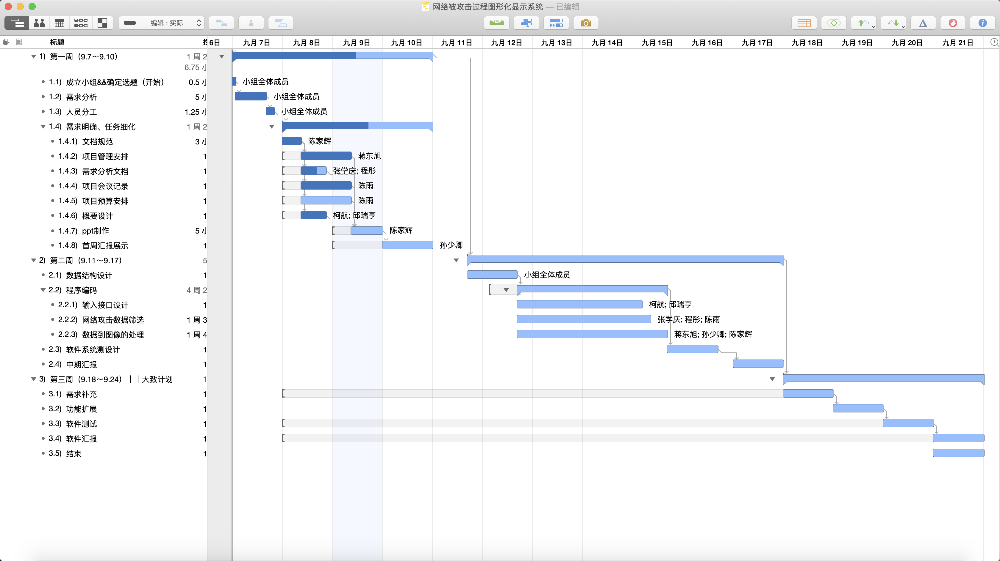 网络被攻击过程图形化显示系统 — 已编辑
编辑：实际
标题 6日 九月 7日 九月 8日 九月 9日 九月 10日 九月 11日 九月 12日 九月 13日 九月 14日 九月 15日 九月 16日 九月 17日 九月 18日 九月 19日 九月 20日 九月 21日
1) 第一周（9.7～9.10） 1 周 2
6.75 小
1.1) 成立小组&&确定选题（开始） 0.5 小 小组全体成员
1.2) 需求分析 5 小 小组全体成员
1.3) 人员分工 1.25 小 小组全体成员
1.4) 需求明确、任务细化 1 周 2
1.4.1) 文档规范 3 小 陈家辉
1.4.2) 项目管理安排 1 蒋东旭
1.4.3) 需求分析文档 1 张学庆; 程彤
1.4.4) 项目会议记录 1 陈雨
1.4.5) 项目预算安排 1 陈雨
1.4.6) 概要设计 1 柯航; 邱瑞亨
1.4.7) ppt制作 5 小 陈家辉
1.4.8) 首周汇报展示 1 孙少卿
2) 第二周（9.11～9.17） 5
2.1) 数据结构设计 1 小组全体成员
2.2) 程序编码 4 周 2
2.2.1) 输入接口设计 1 柯航; 邱瑞亨
2.2.2) 网络攻击数据筛选 1 周 3 张学庆; 程彤; 陈雨
2.2.3) 数据到图像的处理 1 周 4 蒋东旭; 孙少卿; 陈家辉
2.3) 软件系统测设计 1
2.4) 中期汇报 1
3) 第三周（9.18～9.24）｜｜大致计划 1
3.1) 需求补充 1
3.2) 功能扩展 1
3.3) 软件测试 1
3.4) 软件汇报 1
3.5) 结束 1